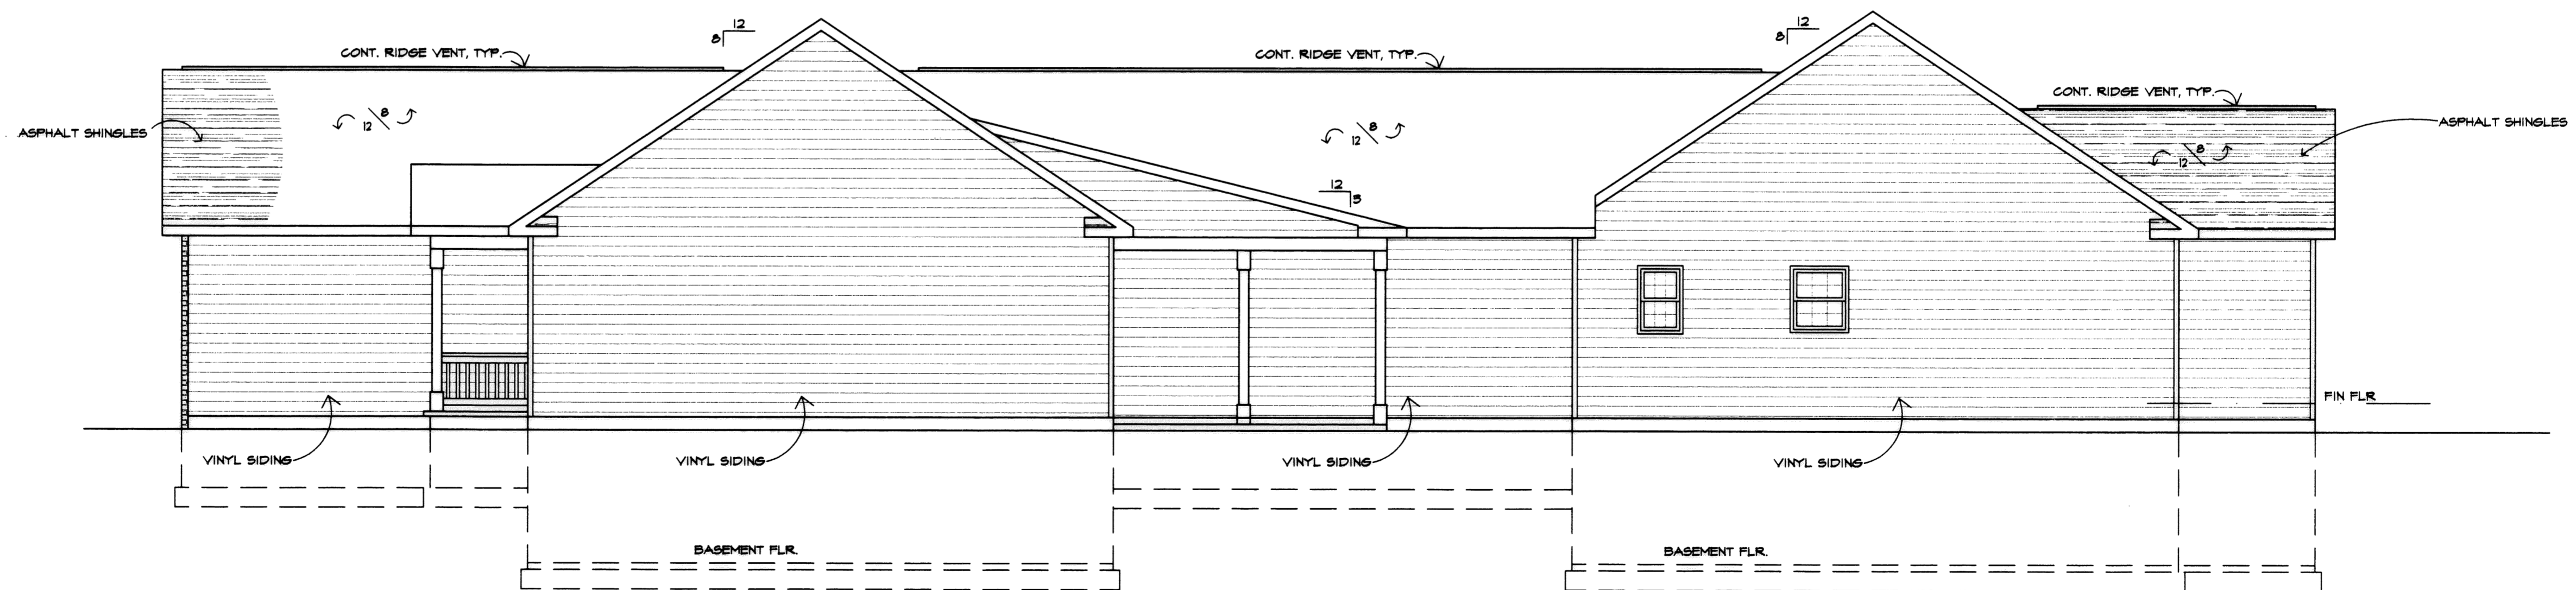 12
8
12
8
CONT. RIDGE VENT, TYP.
CONT. RIDGE VENT, TYP.
CONT. RIDGE VENT, TYP.
ASPHALT SHINGLES
8
12
8
12
ASPHALT SHINGLES
8
12
12
3
FIN FLR
VINYL SIDING
VINYL SIDING
VINYL SIDING
VINYL SIDING
BASEMENT FLR.
BASEMENT FLR.